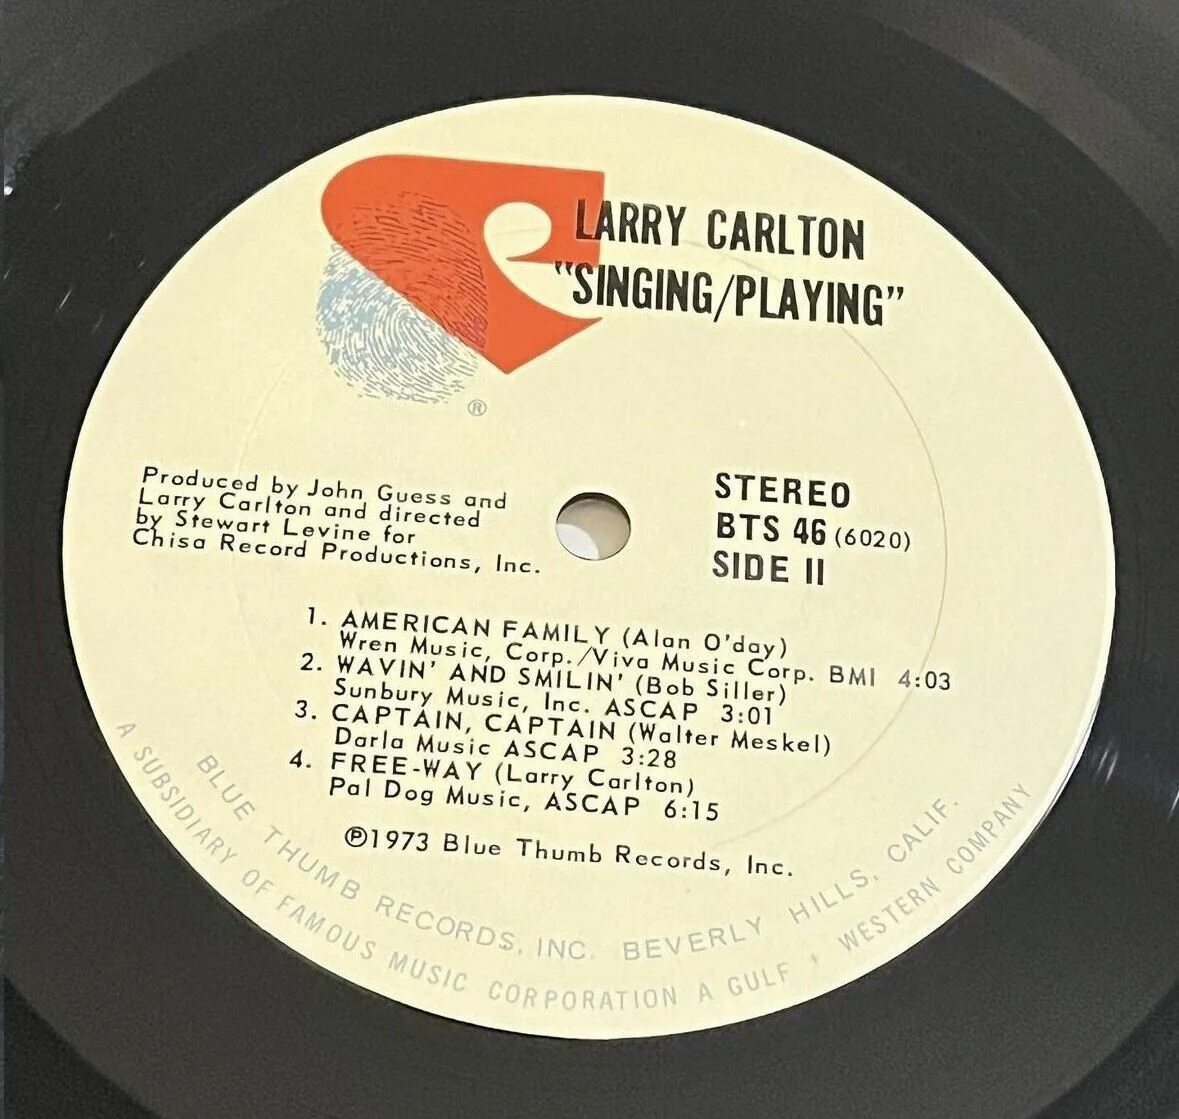 LARRY CARLTON
"SINGING/PLAYING"
®
Produced by John Guess and
Larry Carlton and directed
by Stewart Levine for
Chisa Record Productions, Inc.
STEREO
BTS 46 (6020)
SIDE II
1. AMERICAN FAMILY (Alan O'day)
Wren Music, Corp./Viva Music Corp. BMI 4:03
2. WAVIN' AND SMILIN' (Bob Siller)
Sunbury Music, Inc. ASCAP 3:01
3. CAPTAIN, CAPTAIN (Walter Meskel)
Darla Music ASCAP 3:28
4. FREE-WAY (Larry Carlton)
Pal Dog Music, ASCAP 6:15
℗1973 Blue Thumb Records, Inc.
BLUE THUMB RECORDS, INC. BEVERLY HILLS, CALIF.
A SUBSIDIARY OF FAMOUS MUSIC CORPORATION A GULF + WESTERN COMPANY